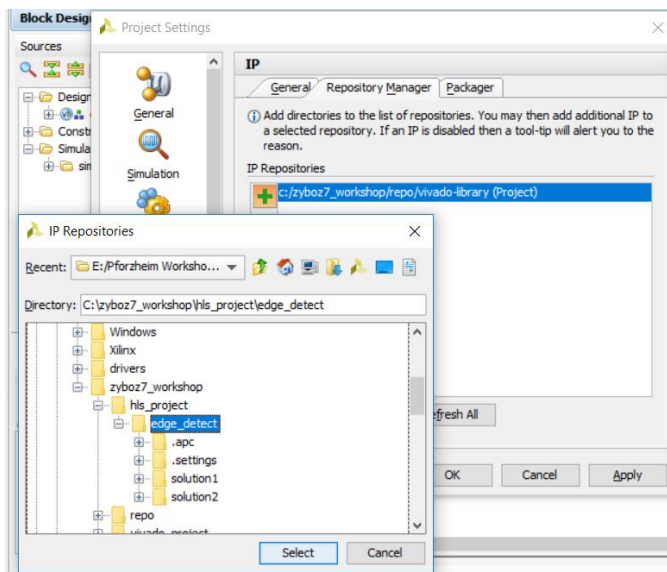 Block Desig
Sources
Design
Constr
Simula
sim
Project Settings
General
Simulation
IP
General
Repository Manager
Packager
Add directories to the list of repositories. You may then add additional IP to
a selected repository. If an IP is disabled then a tool-tip will alert you to the
reason.
IP Repositories
c:/zyboz7_workshop/repo/vivado-library (Project)
efresh All
OK
Cancel
Apply
IP Repositories
Recent:
E:/Pforzheim Worksho...
Directory:
C:\zyboz7_workshop\hls_project\edge_detect
Windows
Xilinx
drivers
zyboz7_workshop
hls_project
edge_detect
.apc
.settings
solution1
solution2
repo
vivado_project
Select
Cancel